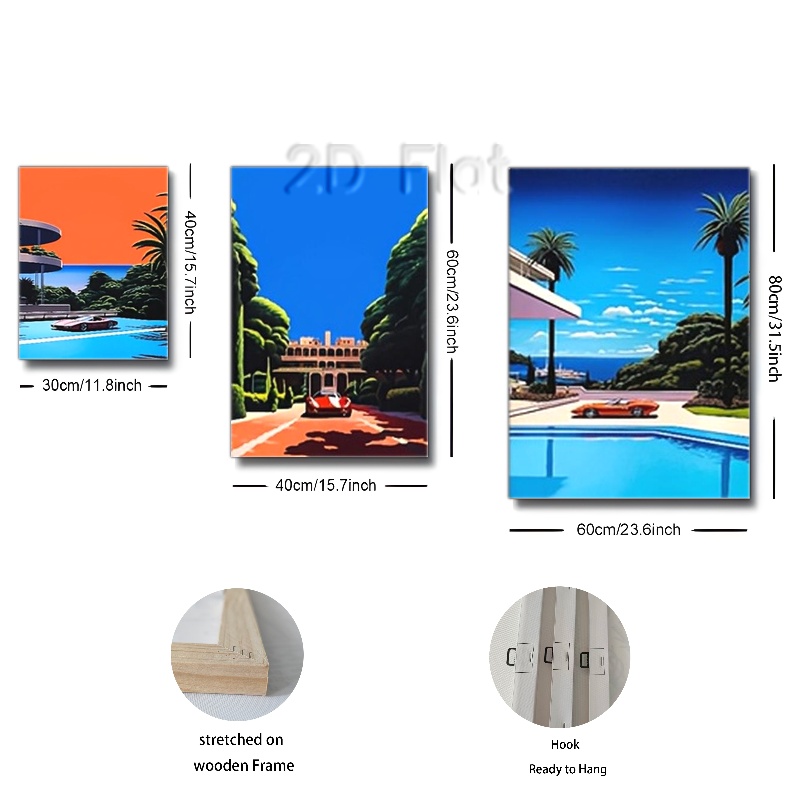 2D Flat
40cm/15.7inch
30cm/11.8inch
60cm/23.6inch
40cm/15.7inch
80cm/31.5inch
60cm/23.6inch
stretched on
wooden Frame
Hook
Ready to Hang